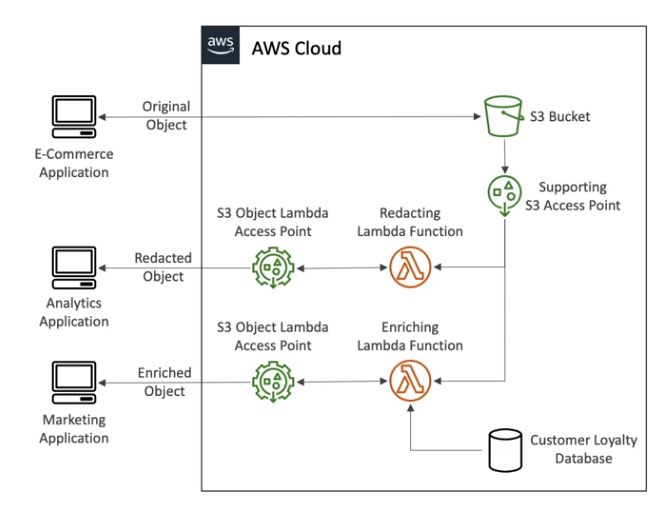 aws
AWS Cloud
Original
Object
S3 Bucket
E-Commerce
Application
Supporting
S3 Access Point
S3 Object Lambda
Access Point
Redacting
Lambda Function
Redacted
Object
Analytics
Application
S3 Object Lambda
Access Point
Enriching
Lambda Function
Enriched
Object
Marketing
Application
Customer Loyalty
Database